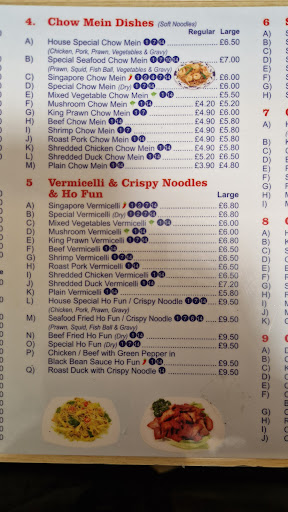 4. Chow Mein Dishes (Soft Noodles)
Regular Large
A) House Special Chow Mein £6.50
(Chicken, Pork, Prawn, Vegetables & Gravy)
B) Special Seafood Chow Mein £7.00
(Prawn, Squid, Fish Ball, Vegetables & Gravy)
C) Singapore Chow Mein £6.00
D) Special Chow Mein (Dry) £6.00
E) Mixed Vegetable Chow Mein £5.50
F) Mushroom Chow Mein £4.20 £5.20
G) King Prawn Chow Mein £4.90 £6.00
H) Beef Chow Mein £4.90 £5.80
I) Shrimp Chow Mein £4.90 £5.80
J) Roast Pork Chow Mein £4.90 £5.80
K) Shredded Chicken Chow Mein £4.90 £5.80
L) Shredded Duck Chow Mein £5.20 £6.50
M) Plain Chow Mein £3.90 £4.80
5 Vermicelli & Crispy Noodles
& Ho Fun Large
A) Singapore Vermicelli £6.80
B) Special Vermicelli (Dry) £6.80
C) Mixed Vegetables Vermicelli £6.00
D) Mushroom Vermicelli £6.00
E) King Prawn Vermicelli £6.80
F) Beef Vermicelli £6.50
G) Shrimp Vermicelli £6.50
H) Roast Pork Vermicelli £6.50
I) Shredded Chicken Vermicelli £6.50
J) Shredded Duck Vermicelli £7.20
K) Plain Vermicelli £5.80
L) House Special Ho Fun / Crispy Noodle £9.50
(Chicken, Pork, Prawn, Gravy)
M) Seafood Fried Ho Fun / Crispy Noodle £9.50
(Prawn, Squid, Fish Ball & Gravy)
N) Beef Fried Ho Fun (Dry) £9.50
O) Special Ho Fun (Dry) £9.50
P) Chicken / Beef with Green Pepper in
Black Bean Sauce Ho Fun £9.50
Q) Roast Duck with Crispy Noodle £9.50
6
A)
B)
C)
D)
E)
F)
7
8
9